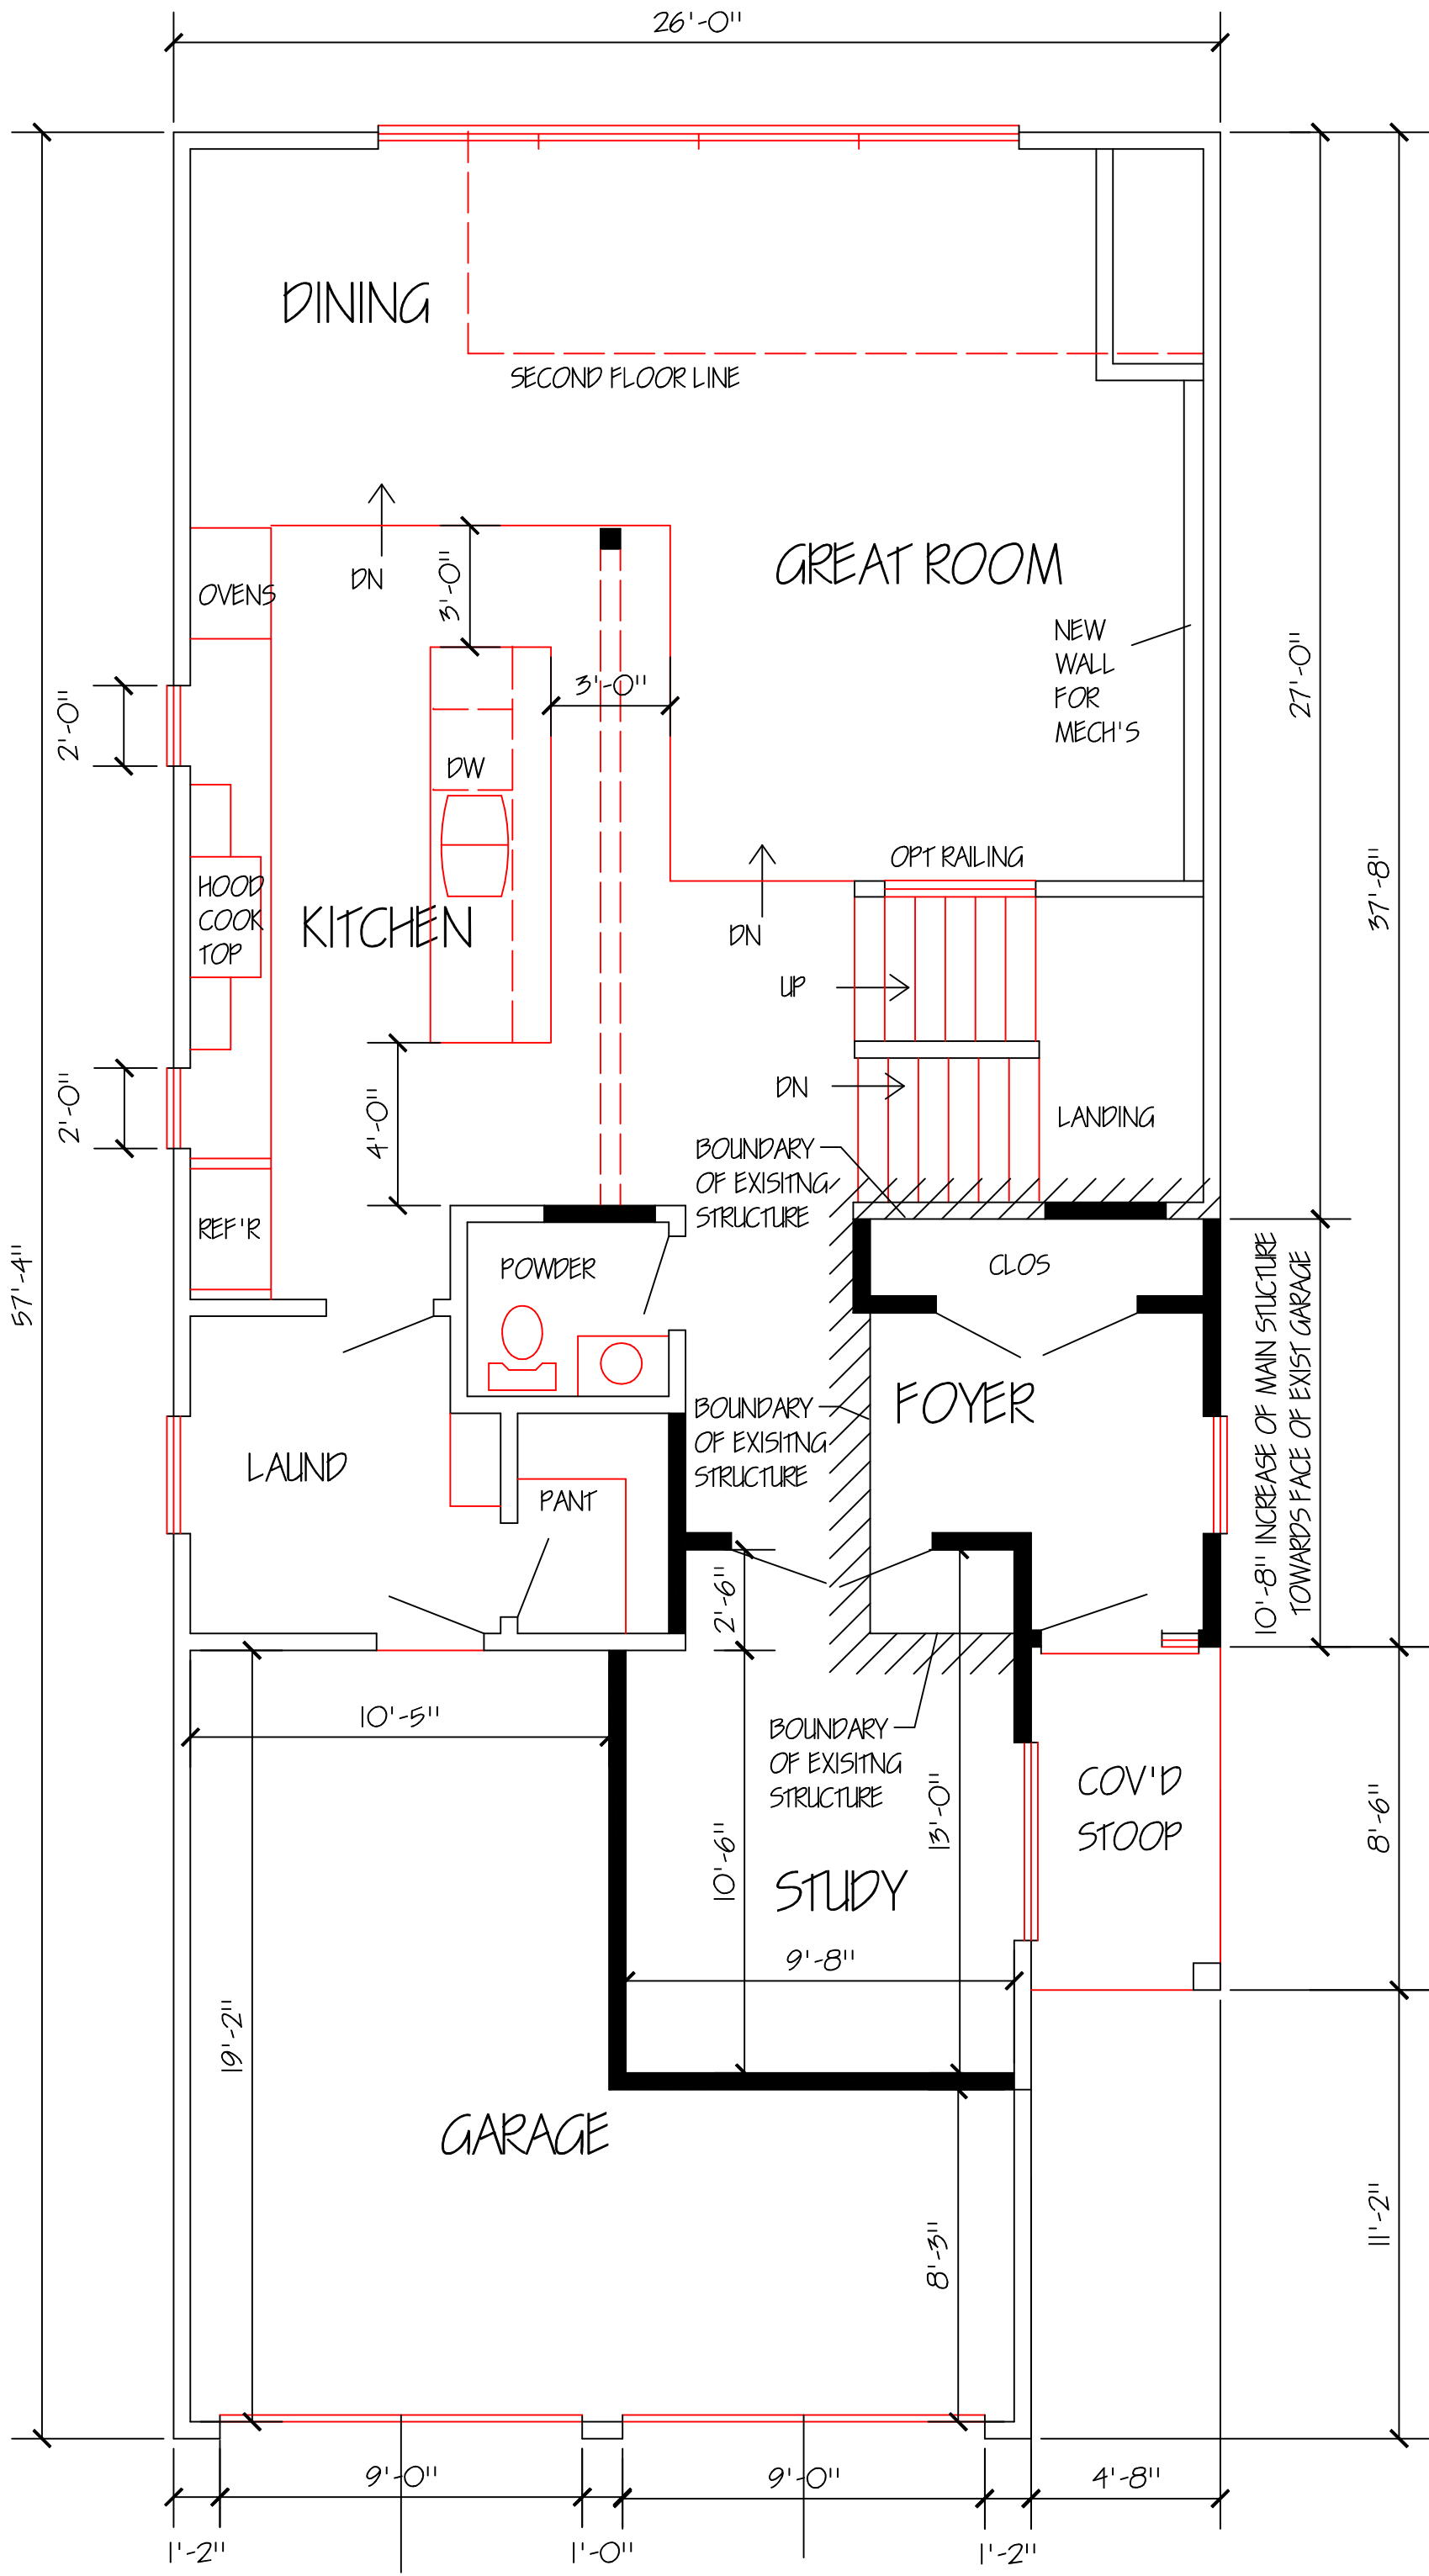 26'-0"
DINING
SECOND FLOOR LINE
GREAT ROOM
DN
3'-0"
OVENS
NEW
WALL
FOR
MECH'S
27'-0"
2'-0"
3'-0"
DW
OPT RAILING
37'-8"
HOOD
COOK
TOP
KITCHEN
DN
UP
2'-0"
4'-0"
DN
LANDING
BOUNDARY
OF EXISITNG
STRUCTURE
REF'R
57'-4"
POWDER
CLOS
10'-8" INCREASE OF MAIN STUCTURE
TOWARDS FACE OF EXIST GARAGE
FOYER
BOUNDARY
OF EXISITNG
STRUCTURE
LAUND
PANT
2'-6"
10'-5"
BOUNDARY
OF EXISITNG
STRUCTURE
COV'D
STOOP
13'-0"
8'-6"
10'-6"
STUDY
9'-8"
19'-2"
GARAGE
8'-3"
11'-2"
9'-0"
9'-0"
4'-8"
1'-2"
1'-0"
1'-2"